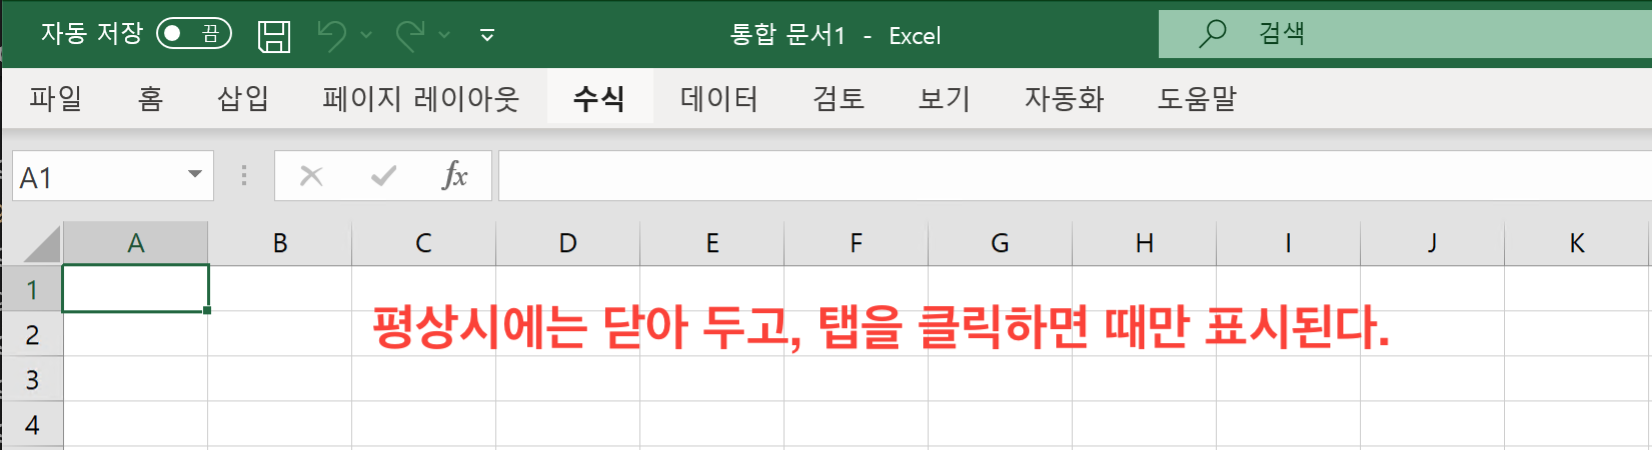 자동 저장 끔 통합 문서1 - Excel 검색
파일 홈 삽입 페이지 레이아웃 수식 데이터 검토 보기 자동화 도움말
A1 fx
A B C D E F G H I J K
1
2 평상시에는 닫아 두고, 탭을 클릭하면 때만 표시된다.
3
4